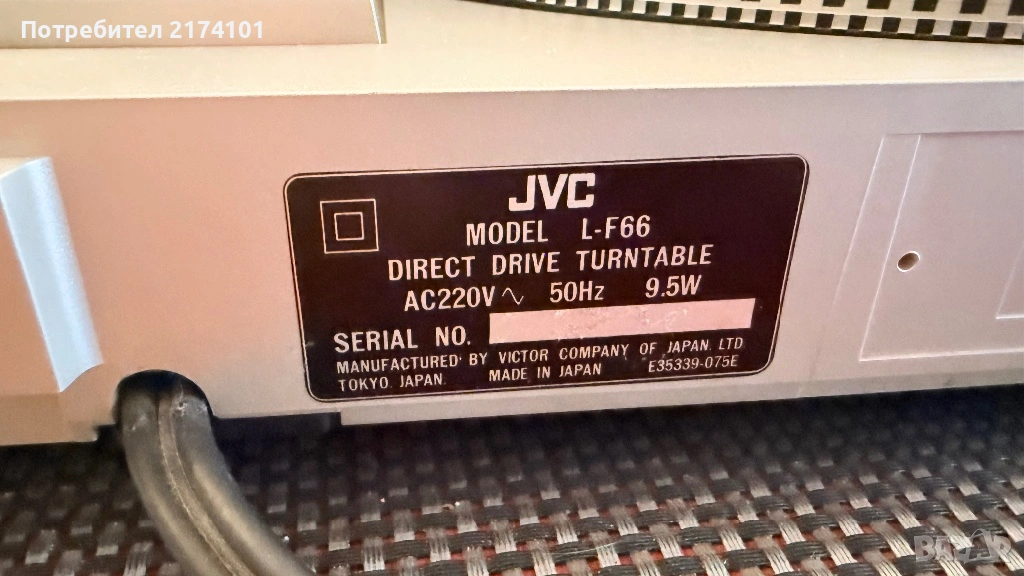 Потребител 2174101
JVC
MODEL L-F66
DIRECT DRIVE TURNTABLE
AC220V∿ 50Hz 9.5W
SERIAL NO.
MANUFACTURED BY VICTOR COMPANY OF JAPAN. LTD
TOKYO. JAPAN. MADE IN JAPAN E35339-075E
BAZAR